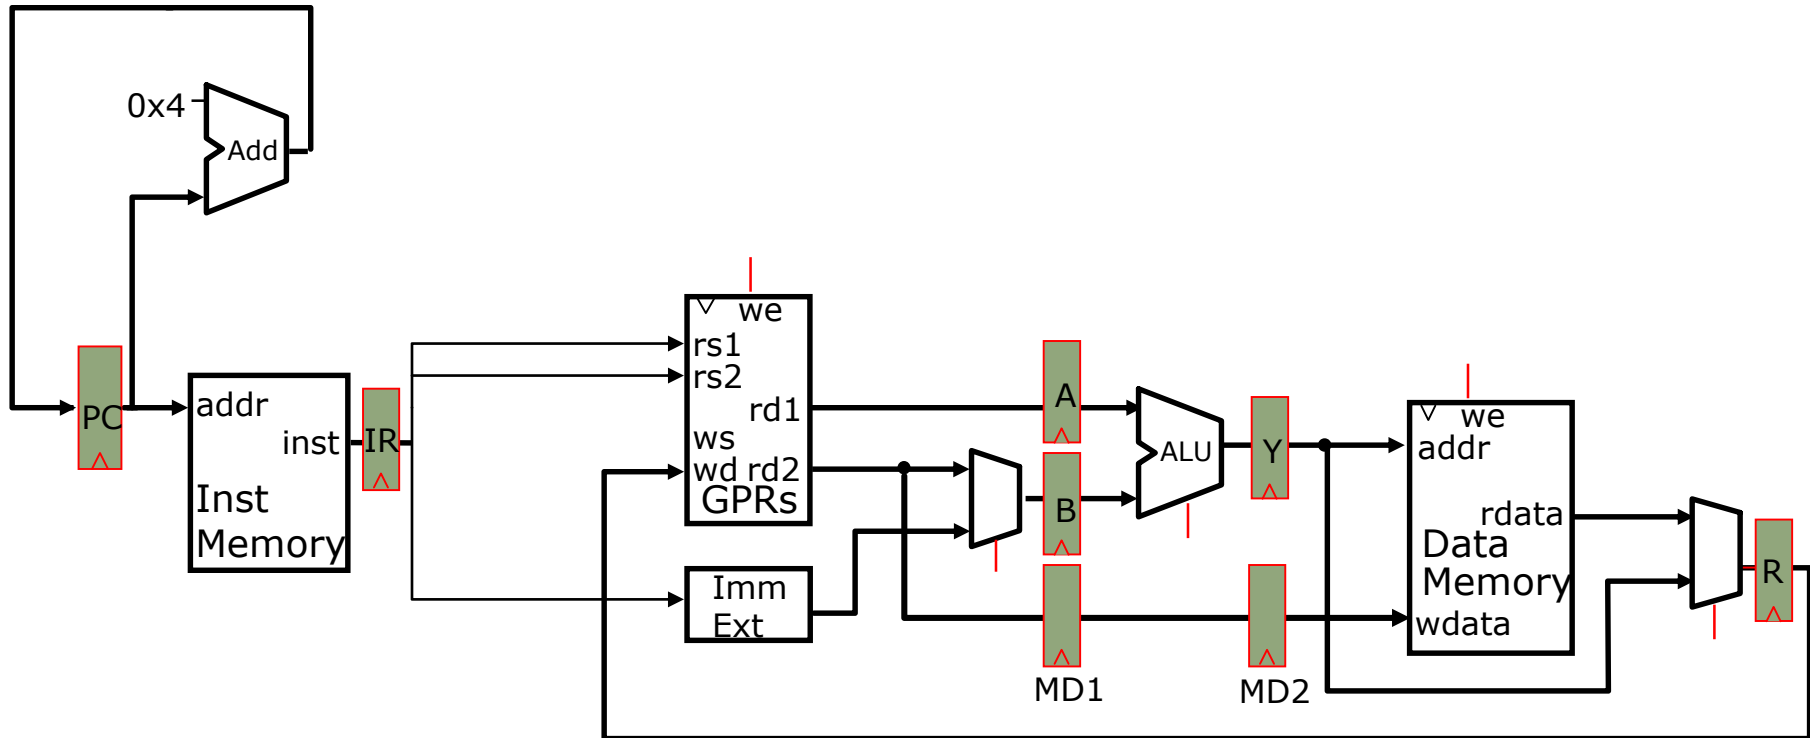 0x4
Add
PC
addr
inst
Inst
Memory
IR
we
rs1
rs2
rd1
ws
wd rd2
GPRs
Imm
Ext
A
B
MD1
ALU
Y
MD2
we
addr
rdata
Data
Memory
wdata
R